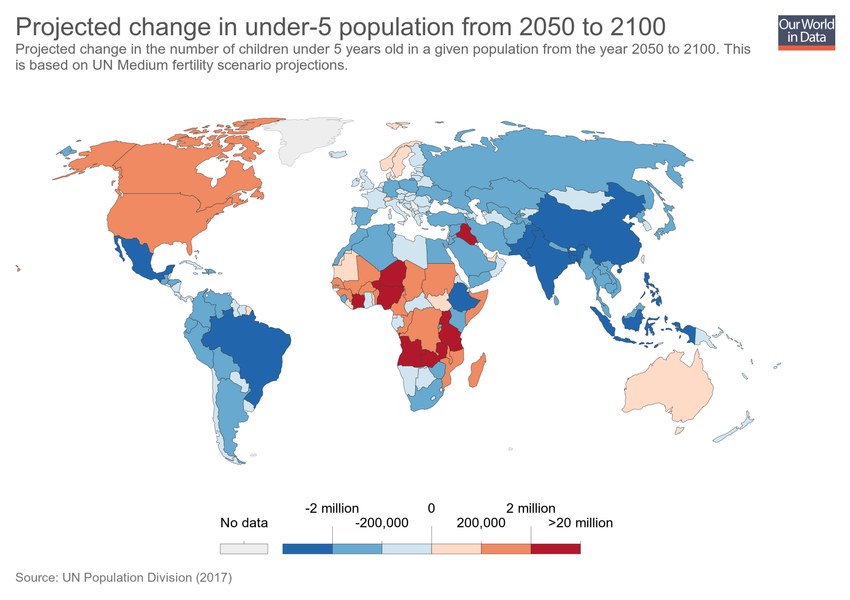 Projected change in under-5 population from 2050 to 2100
Our World
in Data
Projected change in the number of children under 5 years old in a given population from the year 2050 to 2100. This
is based on UN Medium fertility scenario projections.
-2 million 0 2 million
No data -200,000 200,000 >20 million
Source: UN Population Division (2017)